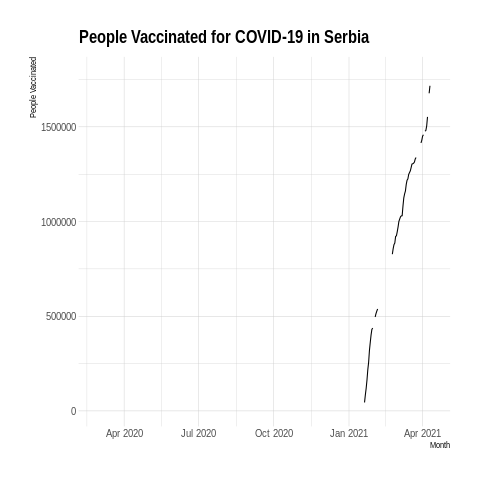 People Vaccinated for COVID-19 in Serbia
People Vaccinated
1500000
1000000
500000
0
Apr 2020 Jul 2020 Oct 2020 Jan 2021 Apr 2021
Month